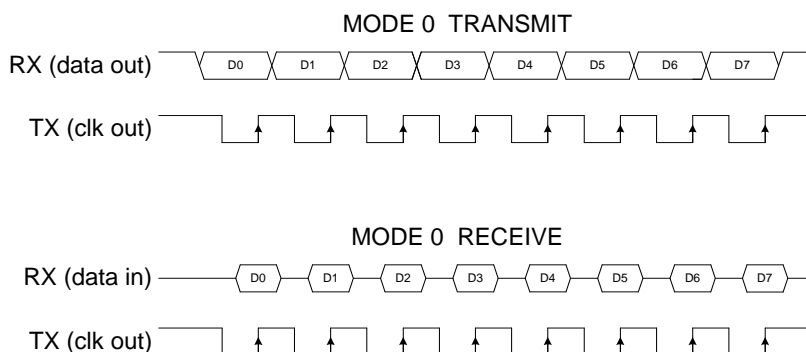 MODE 0 TRANSMIT
RX (data out) D0 D1 D2 D3 D4 D5 D6 D7
TX (clk out)
MODE 0 RECEIVE
RX (data in) D0 D1 D2 D3 D4 D5 D6 D7
TX (clk out)